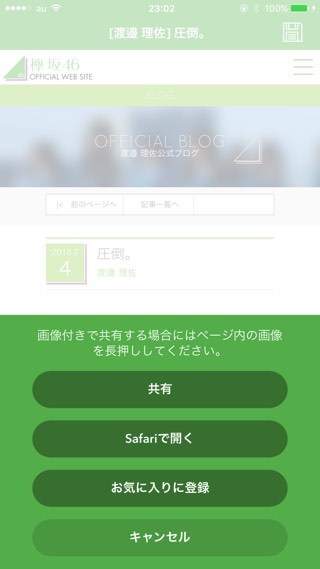 au 23:02 100%
[渡邉 理佐] 圧倒。
欅坂46
OFFICIAL WEB SITE
BLOG
OFFICIAL BLOG
渡邉 理佐公式ブログ
|< 前のページへ 記事一覧へ
2016.7
4
圧倒。
渡邉 理佐
画像付きで共有する場合にはページ内の画像
を長押ししてください。
共有
Safariで開く
お気に入りに登録
キャンセル